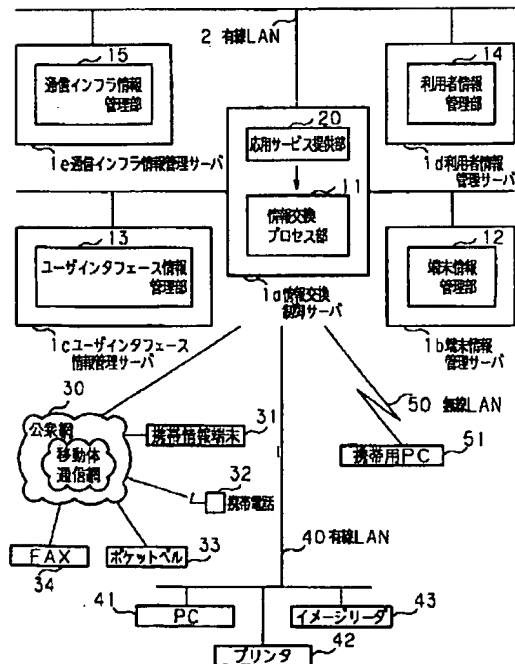 2 有線LAN
15
通信インフラ情報
管理部
1e通信インフラ情報管理サーバ
14
利用者情報
管理部
1d利用者情報
管理サーバ
20
応用サービス提供部
11
情報交換
プロセス部
1a情報交換
制御サーバ
13
ユーザインタフェース情報
管理部
1cユーザインタフェース
情報管理サーバ
12
端末情報
管理部
1b端末情報
管理サーバ
30
公衆網
移動体
通信網
31
携帯情報端末
32
携帯電話
33
ポケットベル
34
FAX
50 無線LAN
51
携帯用PC
40有線LAN
41
PC
42
プリンタ
43
イメージリーダ